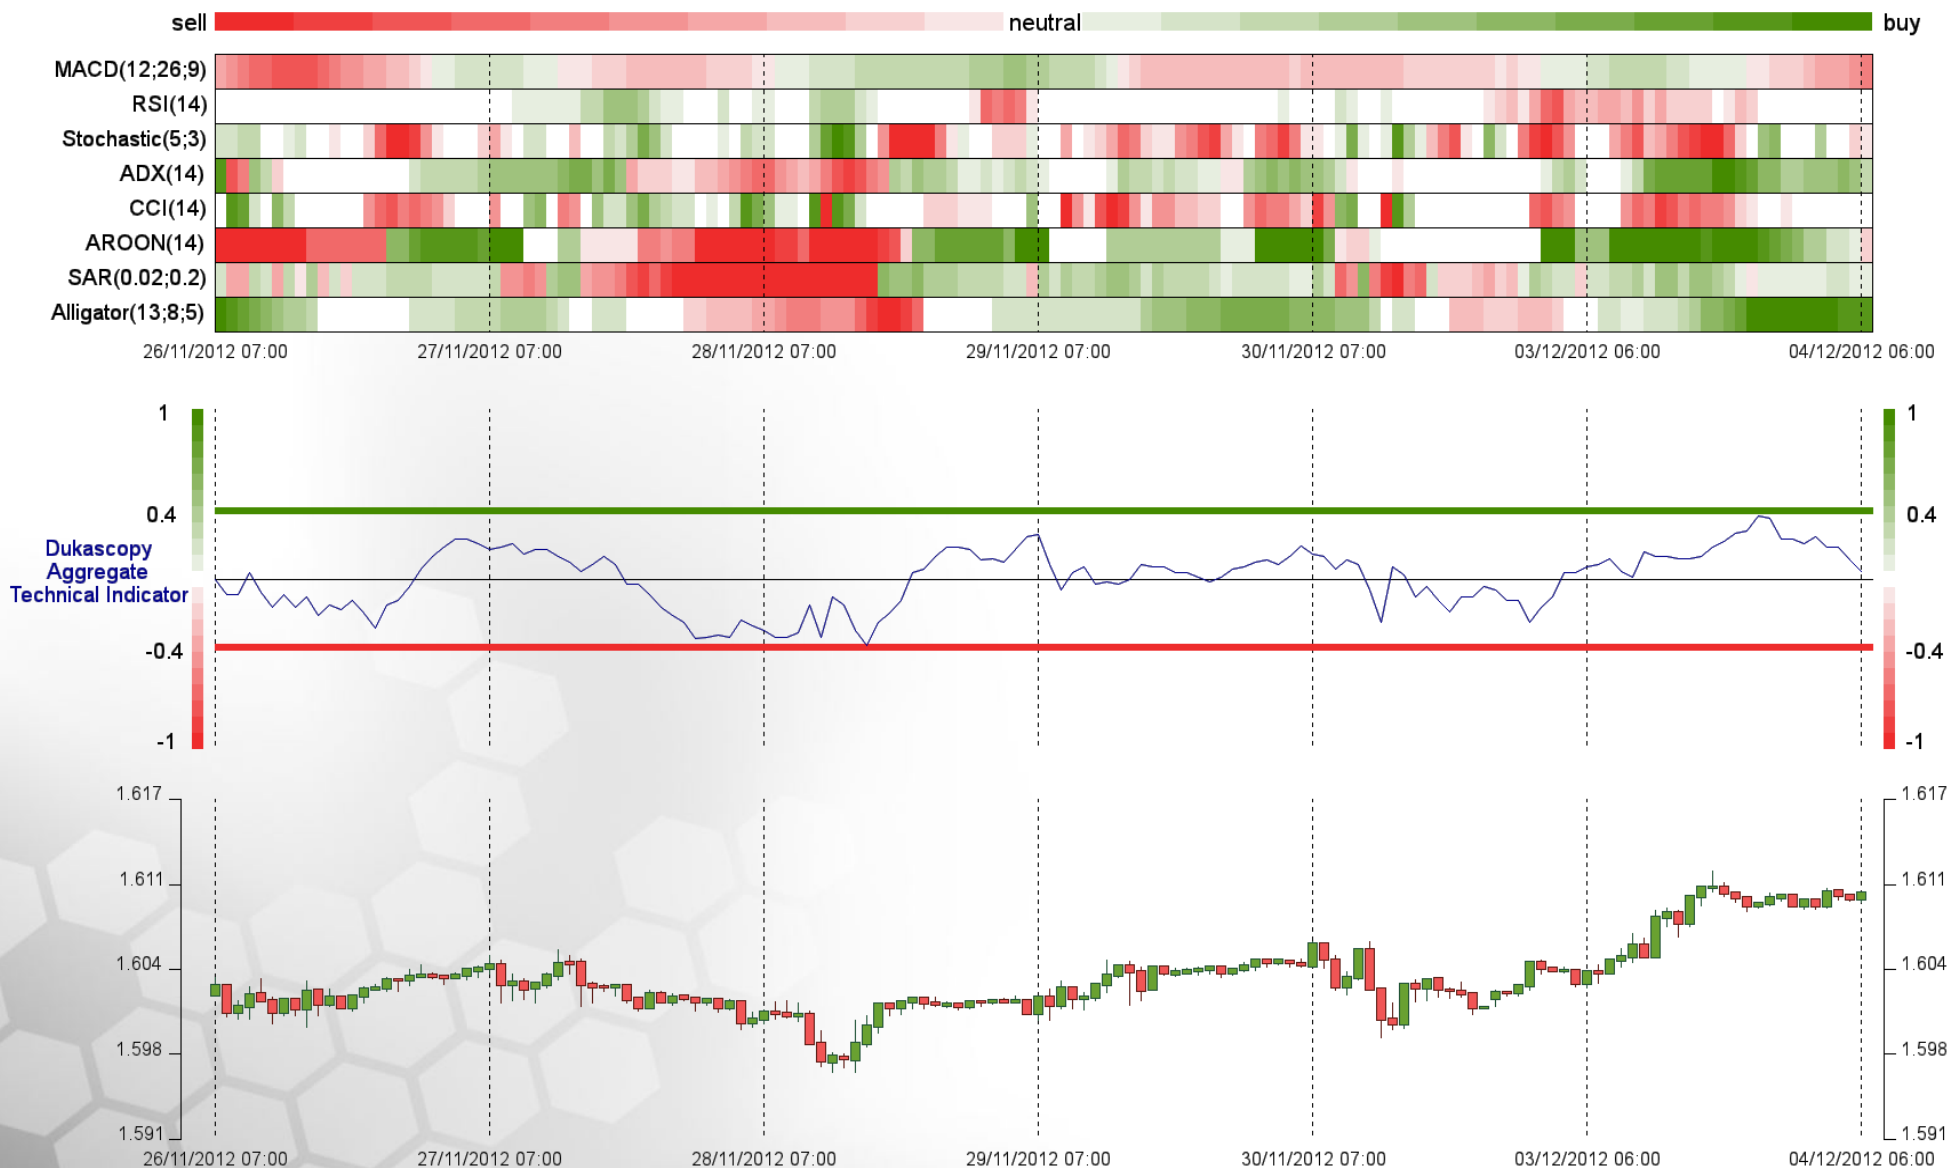 sell neutral buy
MACD(12;26;9)
RSI(14)
Stochastic(5;3)
ADX(14)
CCI(14)
AROON(14)
SAR(0.02;0.2)
Alligator(13;8;5)
26/11/2012 07:00 27/11/2012 07:00 28/11/2012 07:00 29/11/2012 07:00 30/11/2012 07:00 03/12/2012 06:00 04/12/2012 06:00
1 1
0.4 0.4
Dukascopy
Aggregate
Technical Indicator
-0.4 -0.4
-1 -1
1.617 1.617
1.611 1.611
1.604 1.604
1.598 1.598
1.591 1.591
26/11/2012 07:00 27/11/2012 07:00 28/11/2012 07:00 29/11/2012 07:00 30/11/2012 07:00 03/12/2012 06:00 04/12/2012 06:00